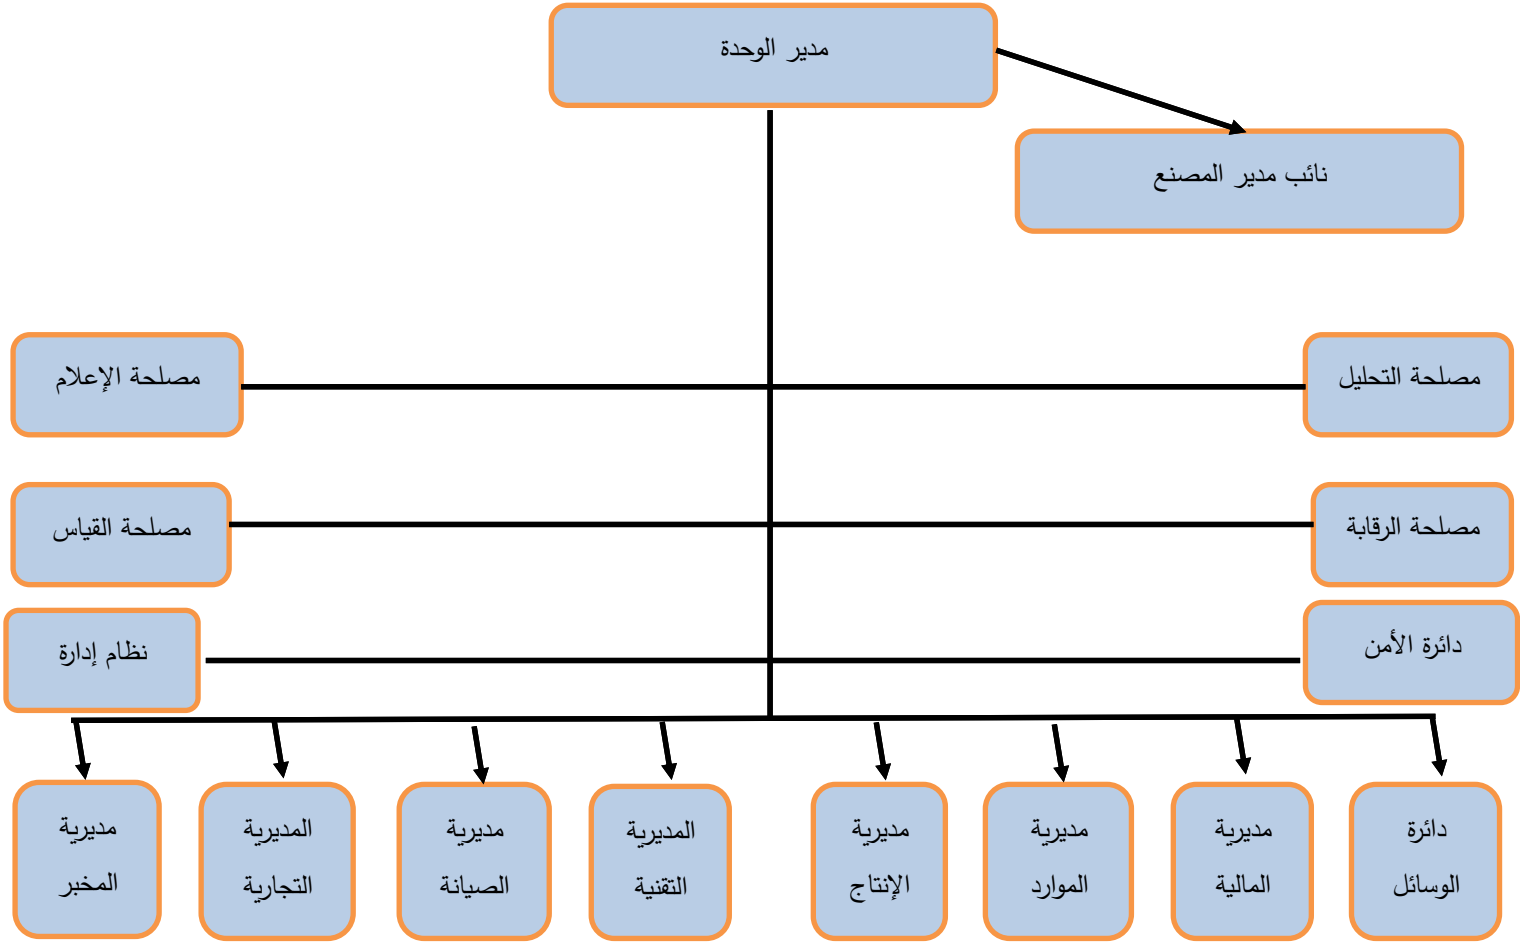 مدير الوحدة
نائب مدير المصنع
مصلحة التحليل
مصلحة الإعلام
مصلحة الرقابة
مصلحة القياس
دائرة الأمن
نظام إدارة
دائرة
الوسائل
مديرية
المالية
مديرية
الموارد
مديرية
الإنتاج
المديرية
التقنية
مديرية
الصيانة
المديرية
التجارية
مديرية
المخبر